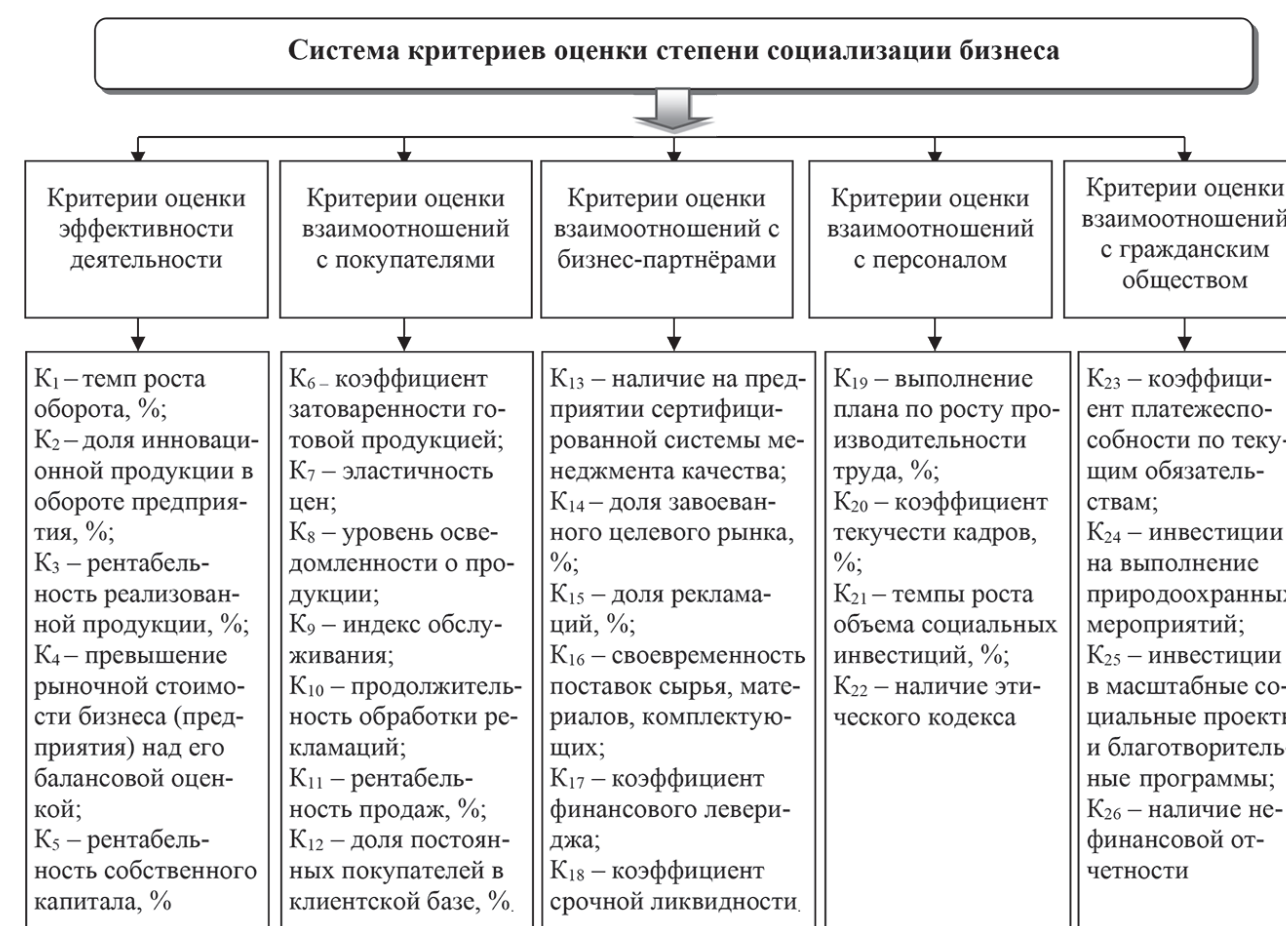 Система критериев оценки степени социализации бизнеса
Критерии оценки
эффективности
деятельности
Критерии оценки
взаимоотношений
с покупателями
Критерии оценки
взаимоотношений с
бизнес-партнёрами
Критерии оценки
взаимоотношений
с персоналом
Критерии оценки
взаимоотношений
с гражданским
обществом
К1 – темп роста
оборота, %;
К2 – доля инноваци-
онной продукции в
обороте предприя-
тия, %;
К3 – рентабель-
ность реализован-
ной продукции, %;
К4 – превышение
рыночной стоимо-
сти бизнеса (пред-
приятия) над его
балансовой оцен-
кой;
К5 – рентабель-
ность собственного
капитала, %
К6 – коэффициент
затоваренности го-
товой продукцией;
К7 – эластичность
цен;
К8 – уровень осве-
домленности о про-
дукции;
К9 – индекс обслу-
живания;
К10 – продолжитель-
ность обработки ре-
кламаций;
К11 – рентабель-
ность продаж, %;
К12 – доля постоян-
ных покупателей в
клиентской базе, %.
К13 – наличие на пред-
приятии сертифици-
рованной системы ме-
неджмента качества;
К14 – доля завоеван-
ного целевого рынка,
%;
К15 – доля реклама-
ций, %;
К16 – своевременность
поставок сырья, мате-
риалов, комплектую-
щих;
К17 – коэффициент
финансового левери-
джа;
К18 – коэффициент
срочной ликвидности.
К19 – выполнение
плана по росту про-
изводительности
труда, %;
К20 – коэффициент
текучести кадров,
%;
К21 – темпы роста
объема социальных
инвестиций, %;
К22 – наличие эти-
ческого кодекса
К23 – коэффици-
ент платежеспо-
собности по теку-
щим обязатель-
ствам;
К24 – инвестиции
на выполнение
природоохранных
мероприятий;
К25 – инвестиции
в масштабные со-
циальные проекты
и благотворитель-
ные программы;
К26 – наличие не-
финансовой от-
четности